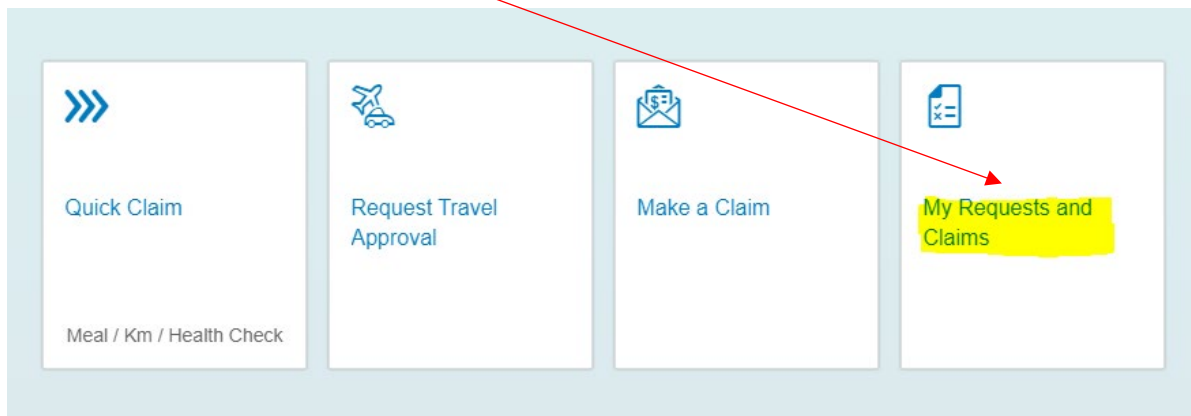 Quick Claim
Meal / Km / Health Check
Request Travel
Approval
Make a Claim
My Requests and
Claims